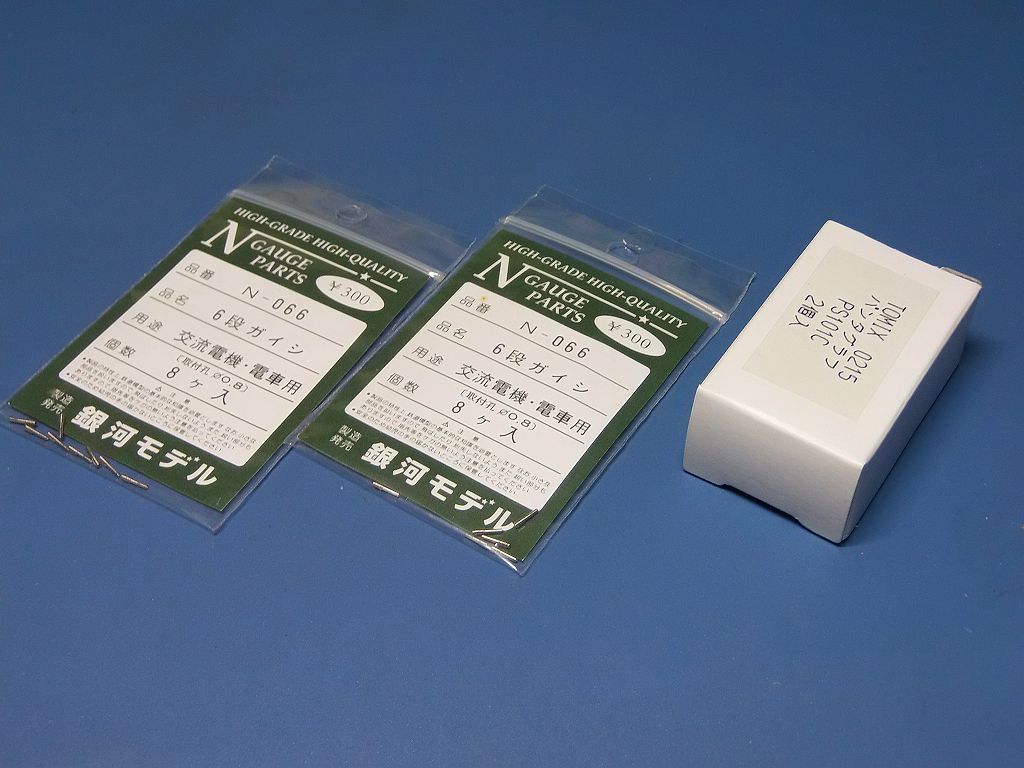 HIGH-GRADE HIGH-QUALITY
N GAUGE PARTS
¥300
品番 N-066
品名 6段ガイシ
用途 交流電機・電車用
(取付孔 ∅0.8)
個数 8ヶ入
⚠ 注意
製造
発売
銀河モデル
HIGH-GRADE HIGH-QUALITY
N GAUGE PARTS
¥300
品番 N-066
品名 6段ガイシ
用途 交流電機・電車用
(取付孔 ∅0.8)
個数 8ヶ入
⚠ 注意
製造
発売
銀河モデル
TOMIX 0245
パンタグラフ
PS101C
2個入